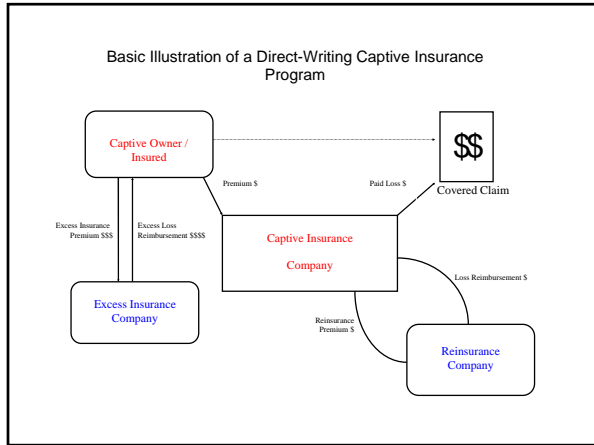 Basic Illustration of a Direct-Writing Captive Insurance
Program
Captive Owner /
Insured
$$
Covered Claim
Premium $
Paid Loss $
Excess Insurance
Premium $$$
Excess Loss
Reimbursement $$$$
Captive Insurance
Company
Loss Reimbursement $
Excess Insurance
Company
Reinsurance
Premium $
Reinsurance
Company